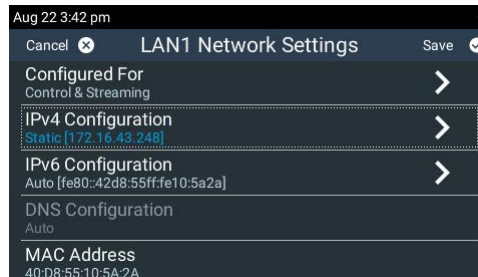 Aug 22 3:42 pm
Cancel LAN1 Network Settings Save
Configured For
Control & Streaming
IPv4 Configuration
Static [172.16.43.248]
IPv6 Configuration
Auto [fe80::42d8:55ff:fe10:5a2a]
DNS Configuration
Auto
MAC Address
40:D8:55:10:5A:2A